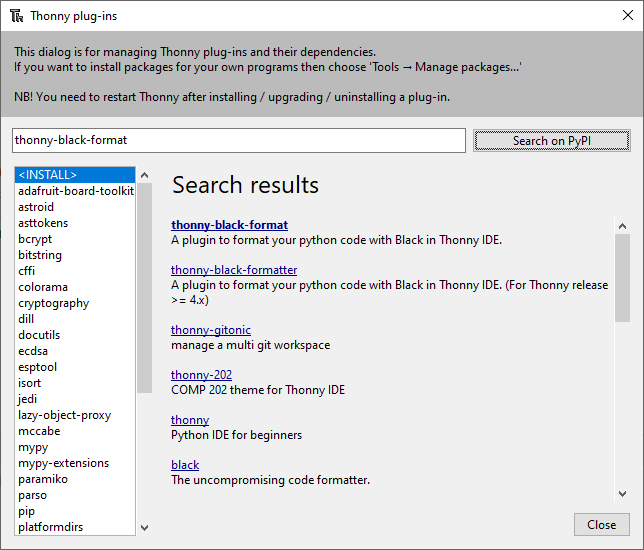 Thonny plug-ins
This dialog is for managing Thonny plug-ins and their dependencies.
If you want to install packages for your own programs then choose 'Tools → Manage packages...'
NB! You need to restart Thonny after installing / upgrading / uninstalling a plug-in.
thonny-black-format
Search on PyPI
<INSTALL>
adafruit-board-toolkit
astroid
asttokens
bcrypt
bitstring
cffi
colorama
cryptography
dill
docutils
ecdsa
esptool
isort
jedi
lazy-object-proxy
mccabe
mypy
mypy-extensions
paramiko
parso
pip
platformdirs
Search results
thonny-black-format
A plugin to format your python code with Black in Thonny IDE.
thonny-black-formatter
A plugin to format your python code with Black in Thonny IDE. (For Thonny release
>= 4.x)
thonny-gitonic
manage a multi git workspace
thonny-202
COMP 202 theme for Thonny IDE
thonny
Python IDE for beginners
black
The uncompromising code formatter.
Close